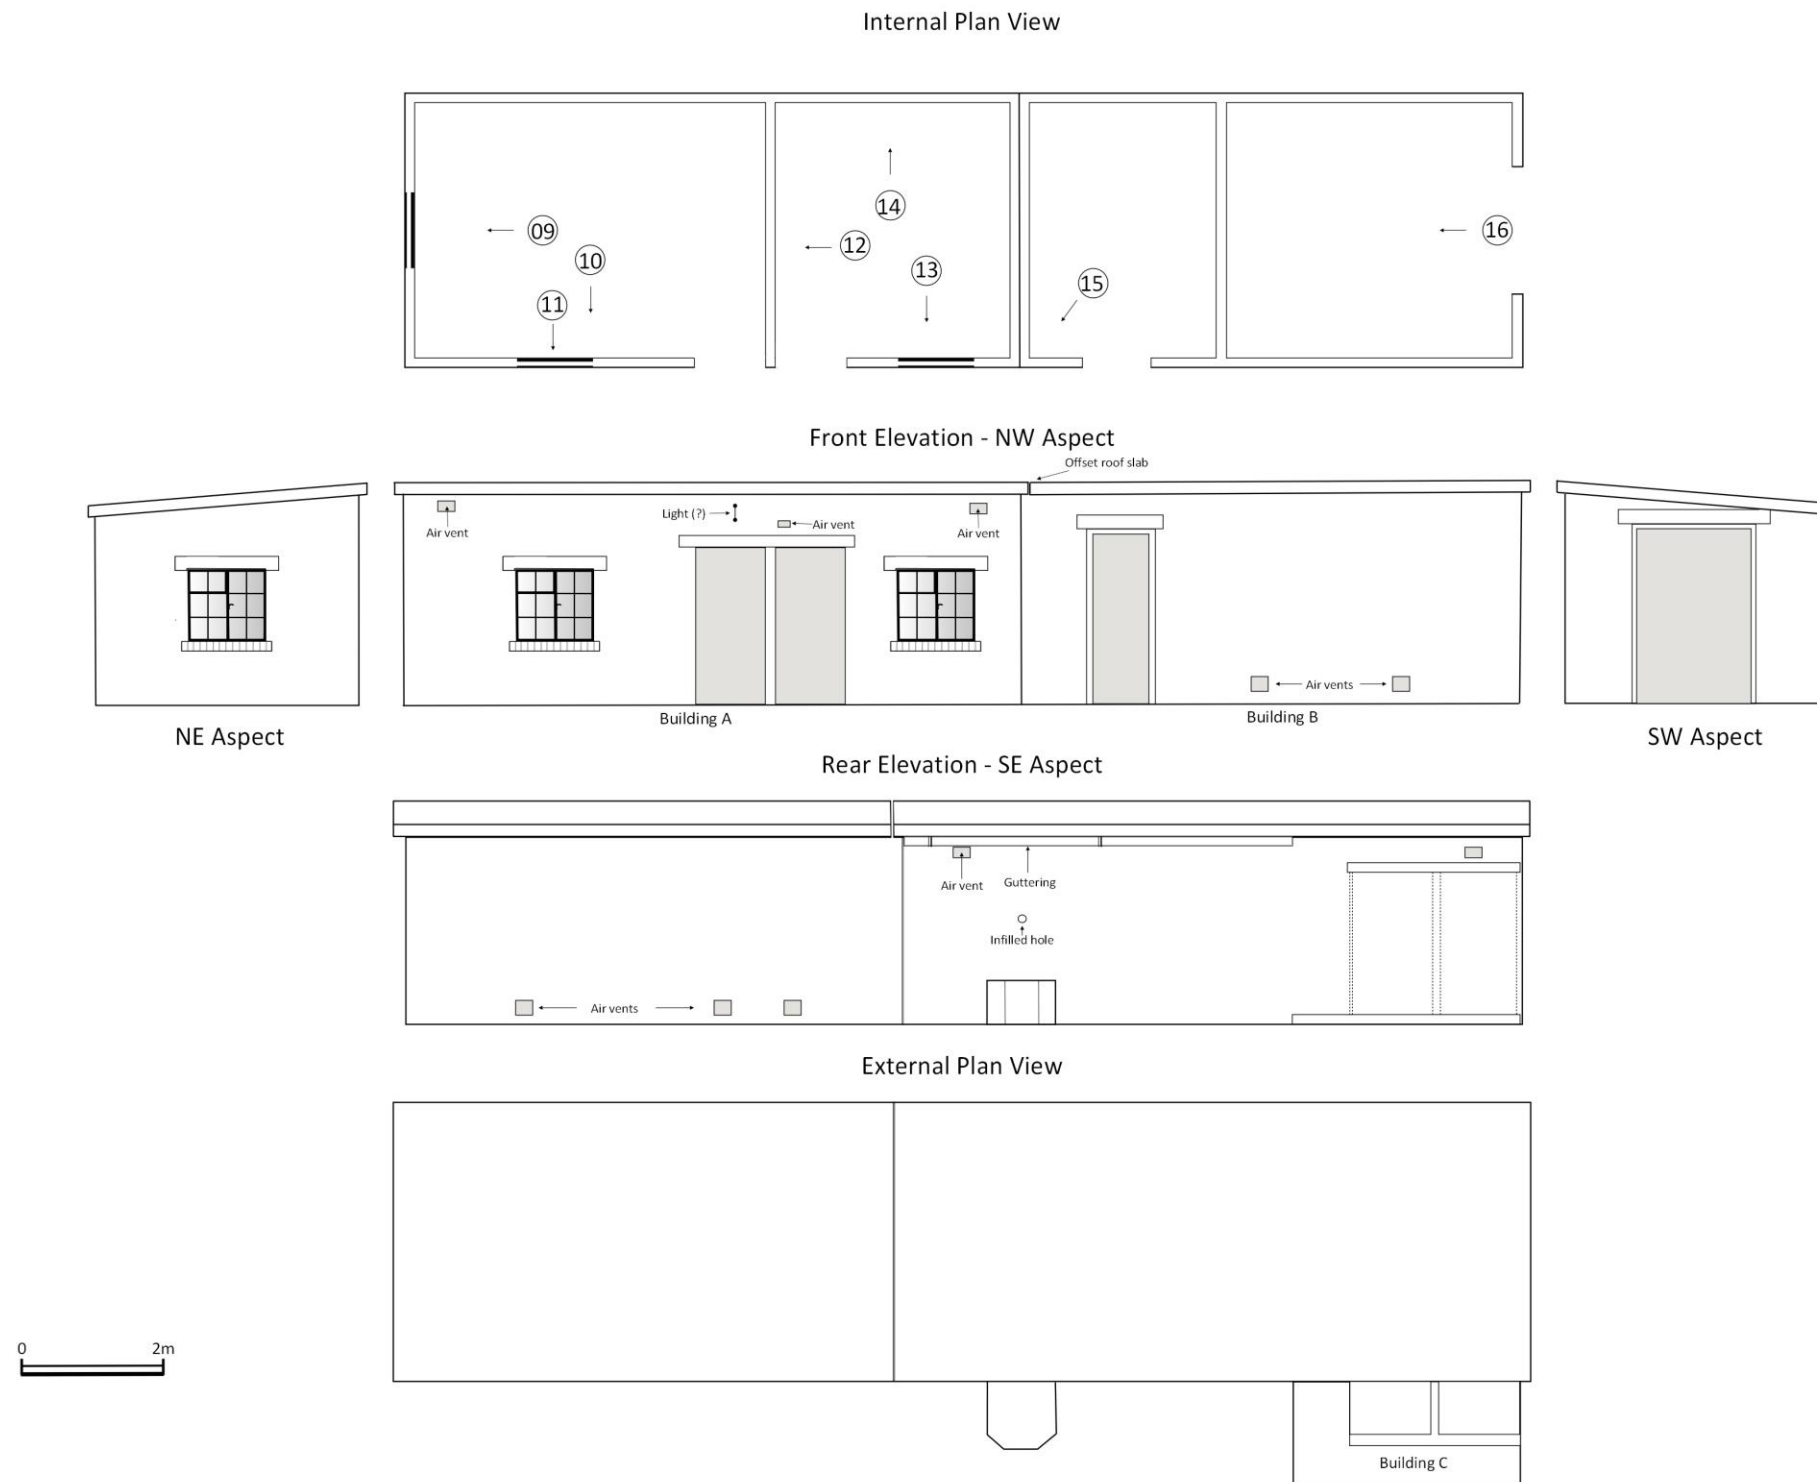 Internal Plan View
14
09
12
16
10
13
15
11
Front Elevation - NW Aspect
Offset roof slab
Air vent
Light (?)
Air vent
Air vent
Air vents
Building A
Building B
NE Aspect
SW Aspect
Rear Elevation - SE Aspect
Air vent
Guttering
Infilled hole
Air vents
External Plan View
0
2m
Building C